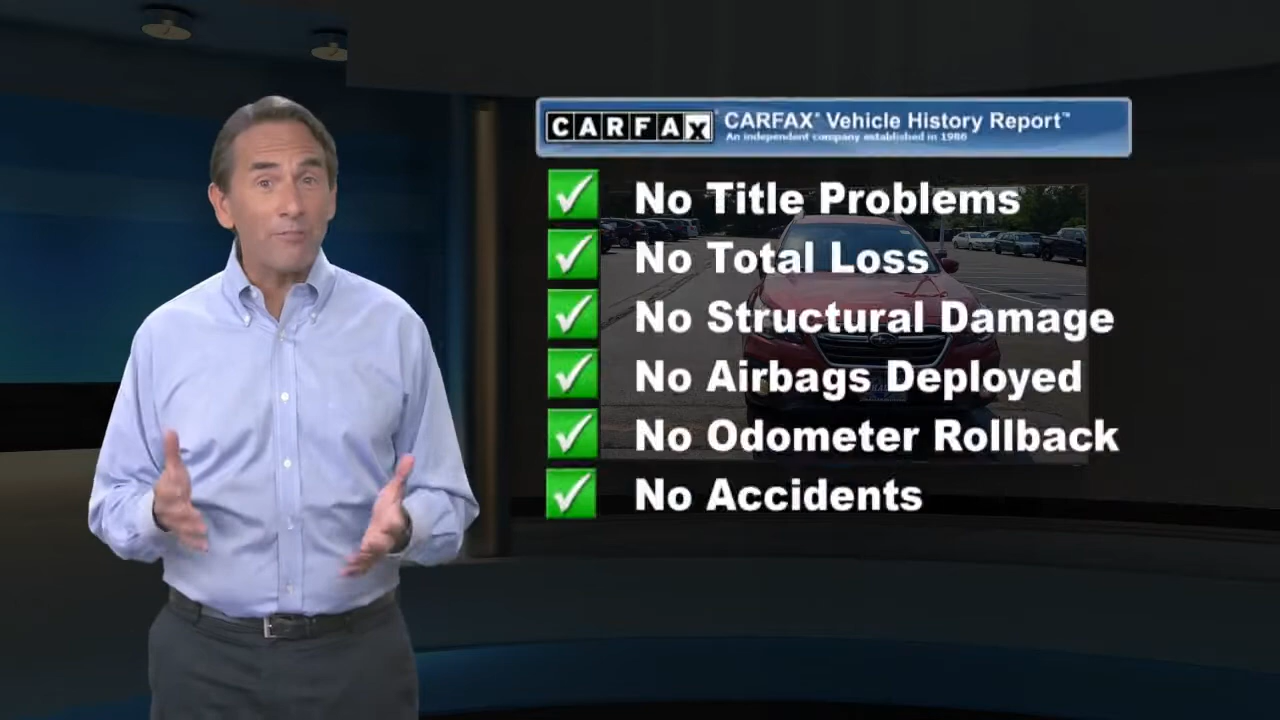 CARFAX CARFAX® Vehicle History Report™
An independent company established in 1986
No Title Problems
No Total Loss
No Structural Damage
No Airbags Deployed
No Odometer Rollback
No Accidents